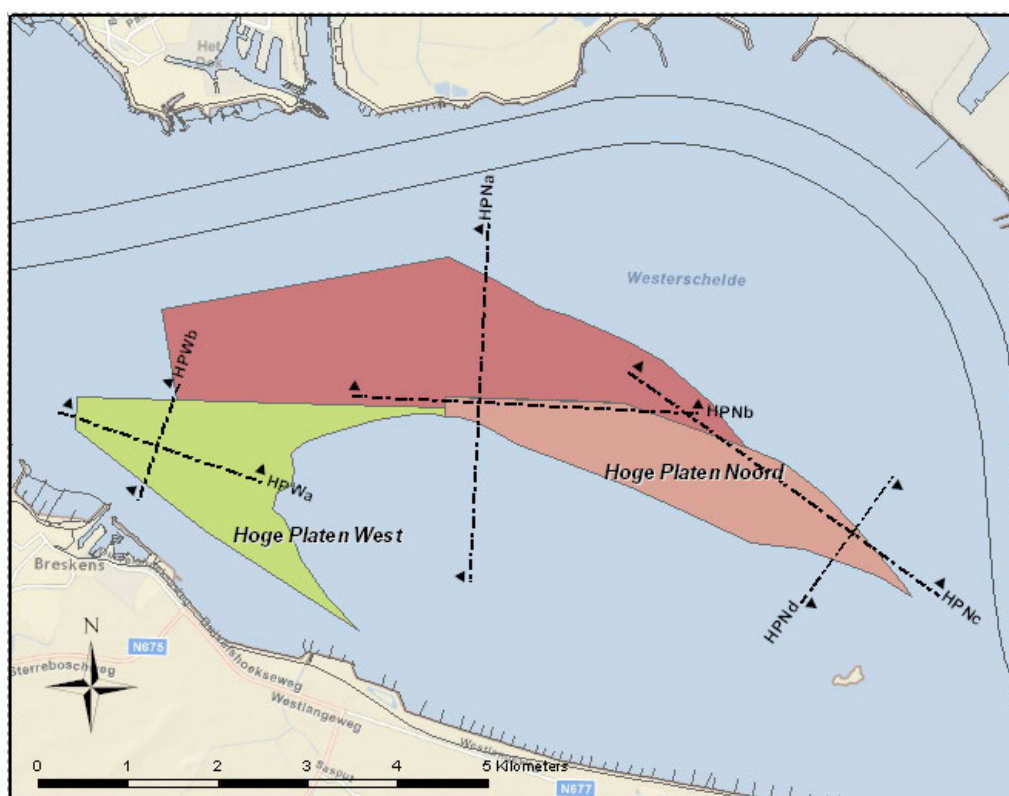 Het
HPNa
Westerschelde
HPWb
HPNb
Hoge Platen Noord
HPWa
Hoge Platen West
Breskens
HPNd
HPNc
N
N675
Sterreboschweg
Westlangeweg
Sasput
0 1 2 3 4 5 Kilometers
N677